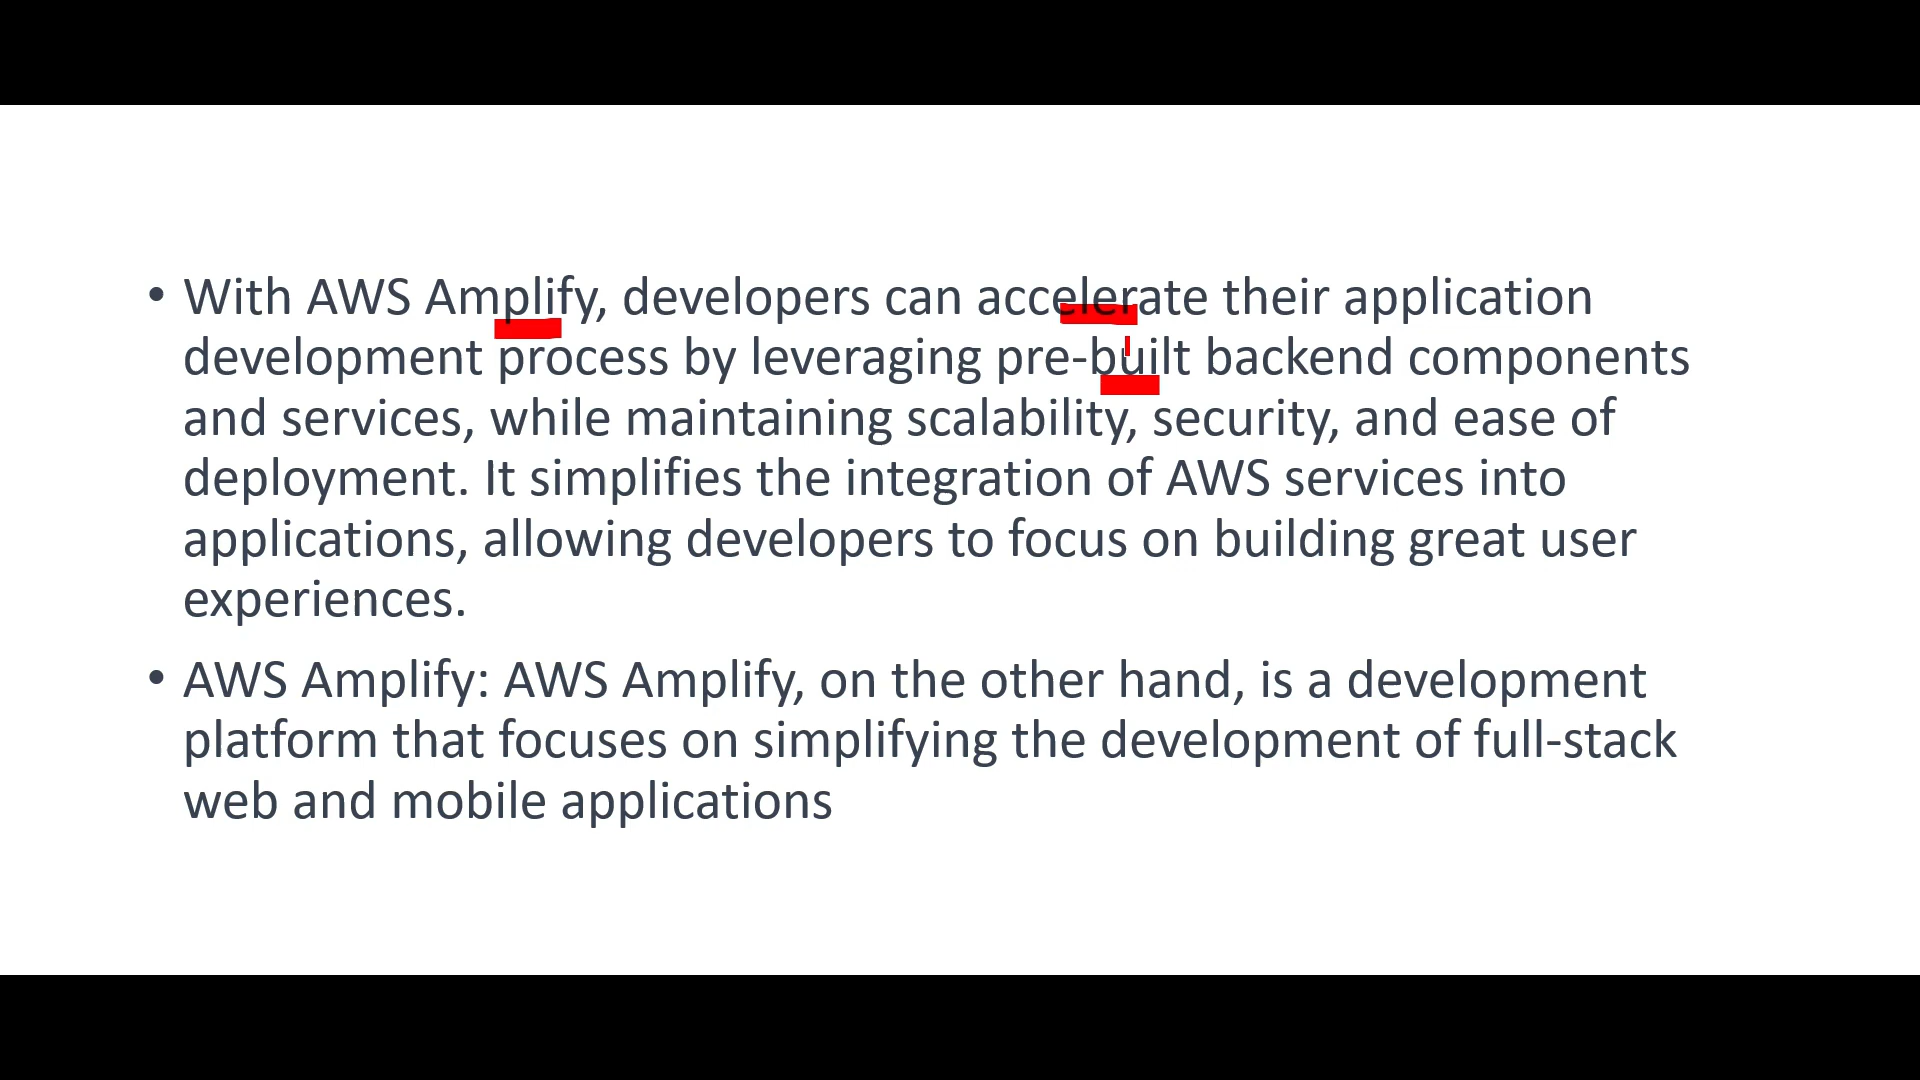 • With AWS Amplify, developers can accelerate their application
development process by leveraging pre-built backend components
and services, while maintaining scalability, security, and ease of
deployment. It simplifies the integration of AWS services into
applications, allowing developers to focus on building great user
experiences.
• AWS Amplify: AWS Amplify, on the other hand, is a development
platform that focuses on simplifying the development of full-stack
web and mobile applications